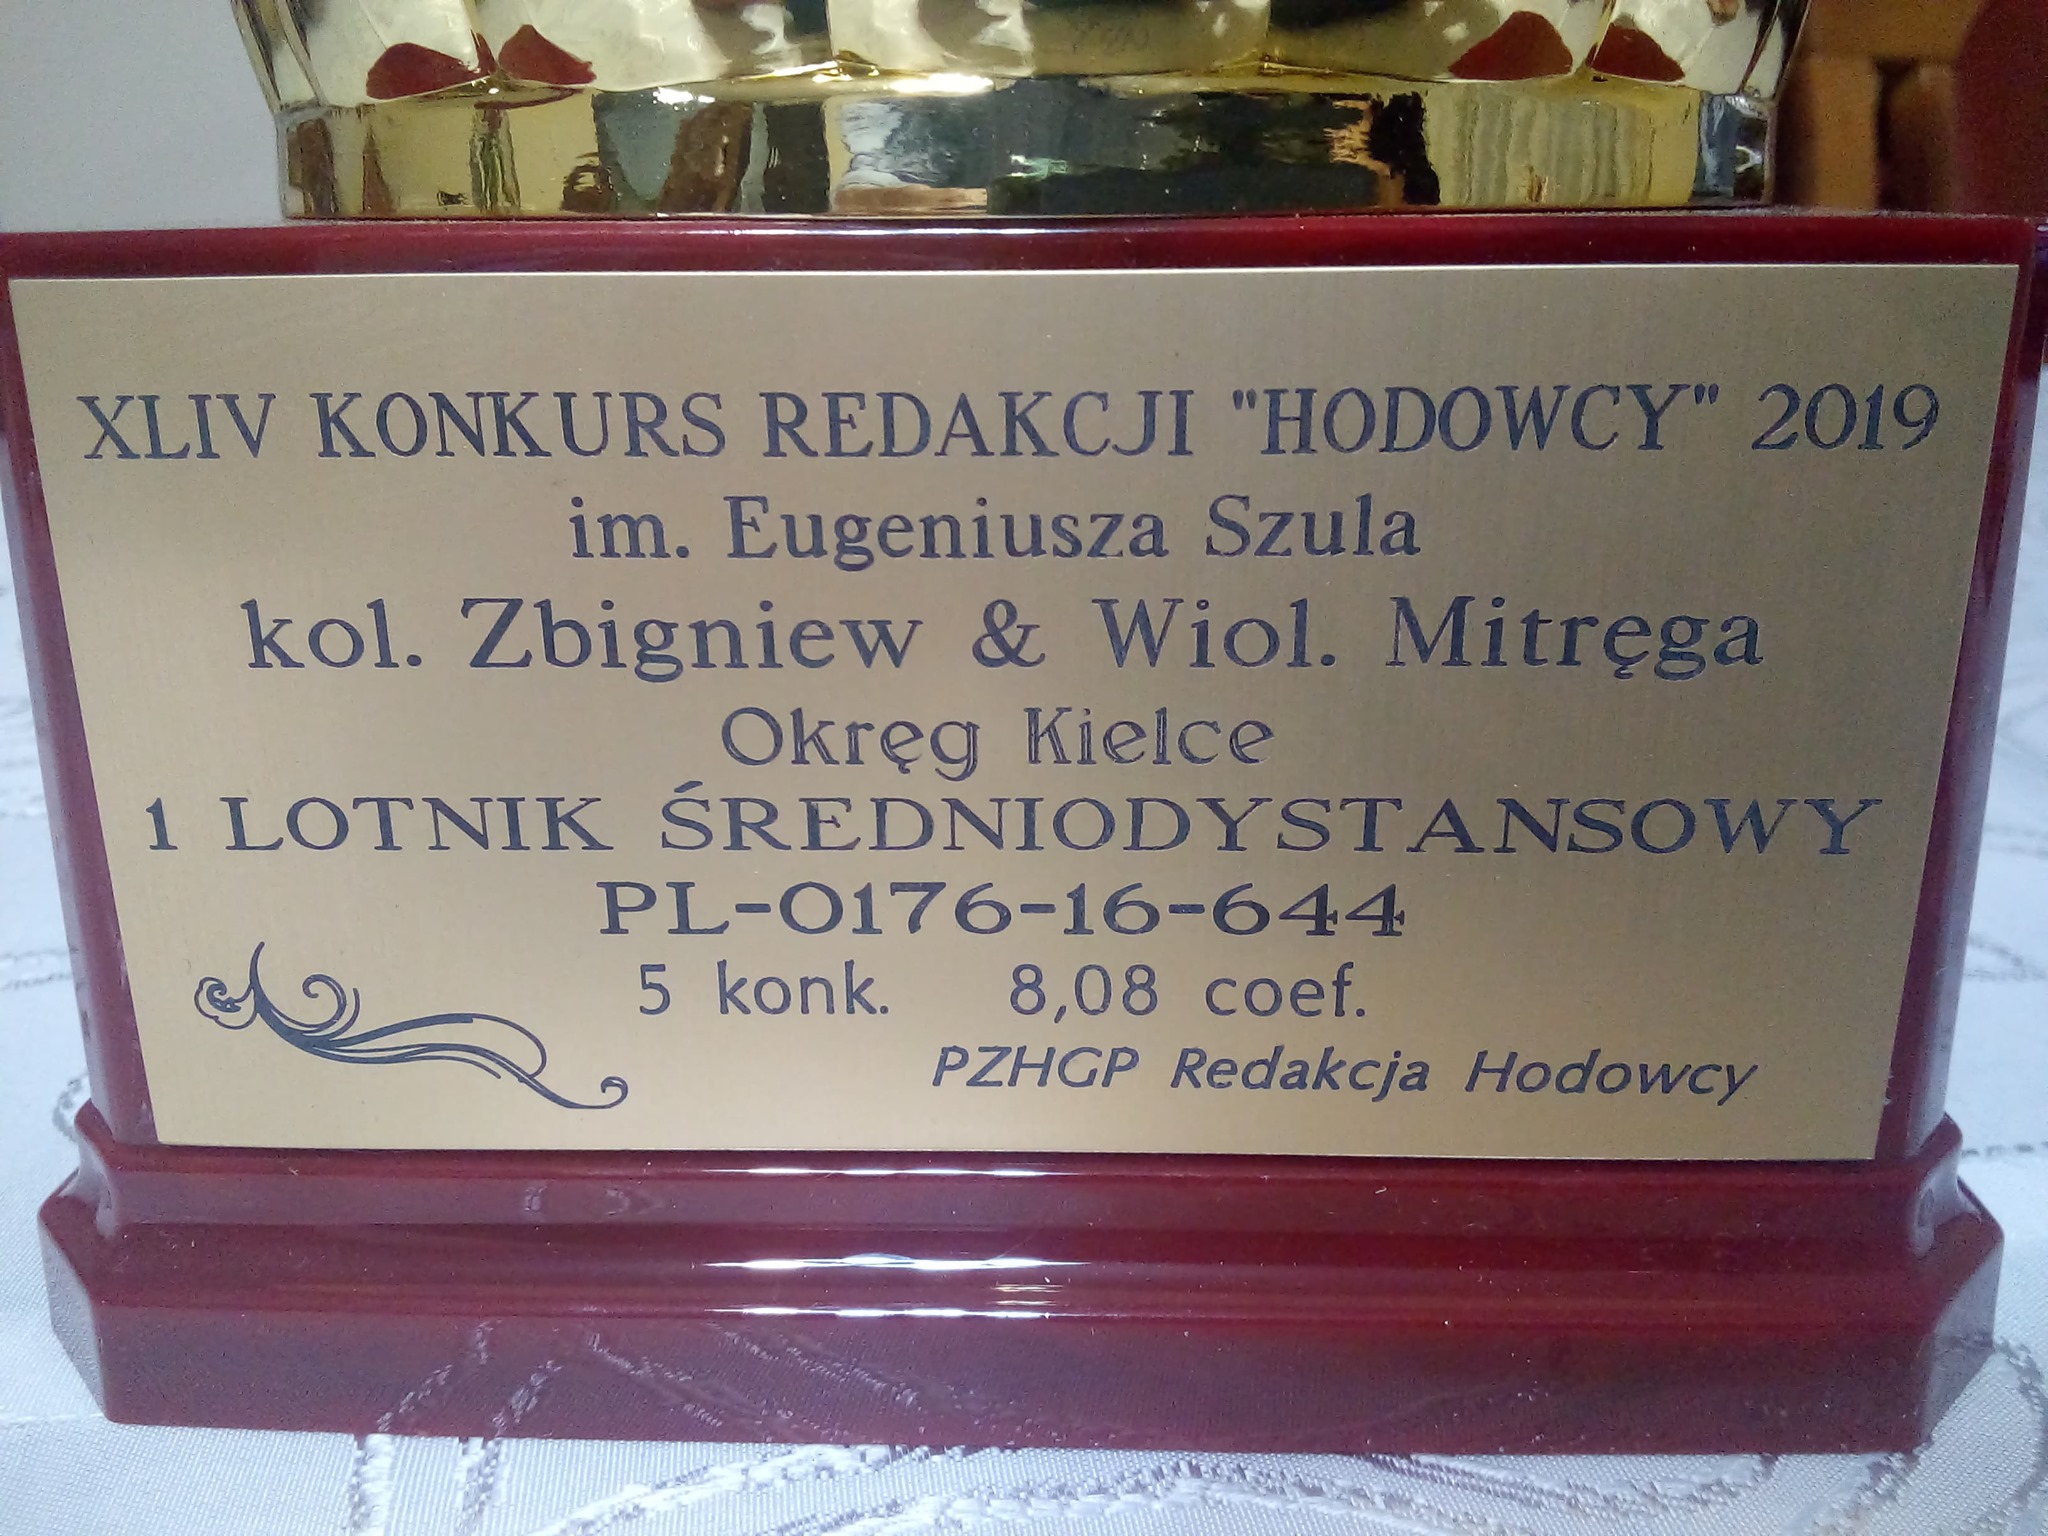 XLIV KONKURS REDAKCJI "HODOWCY" 2019
im. Eugeniusza Szula
kol. Zbigniew & Wiol. Mitręga
Okręg Kielce
1 LOTNIK ŚREDNIODYSTANSOWY
PL-0176-16-644
5 konk. 8,08 coef.
PZHGP Redakcja Hodowcy